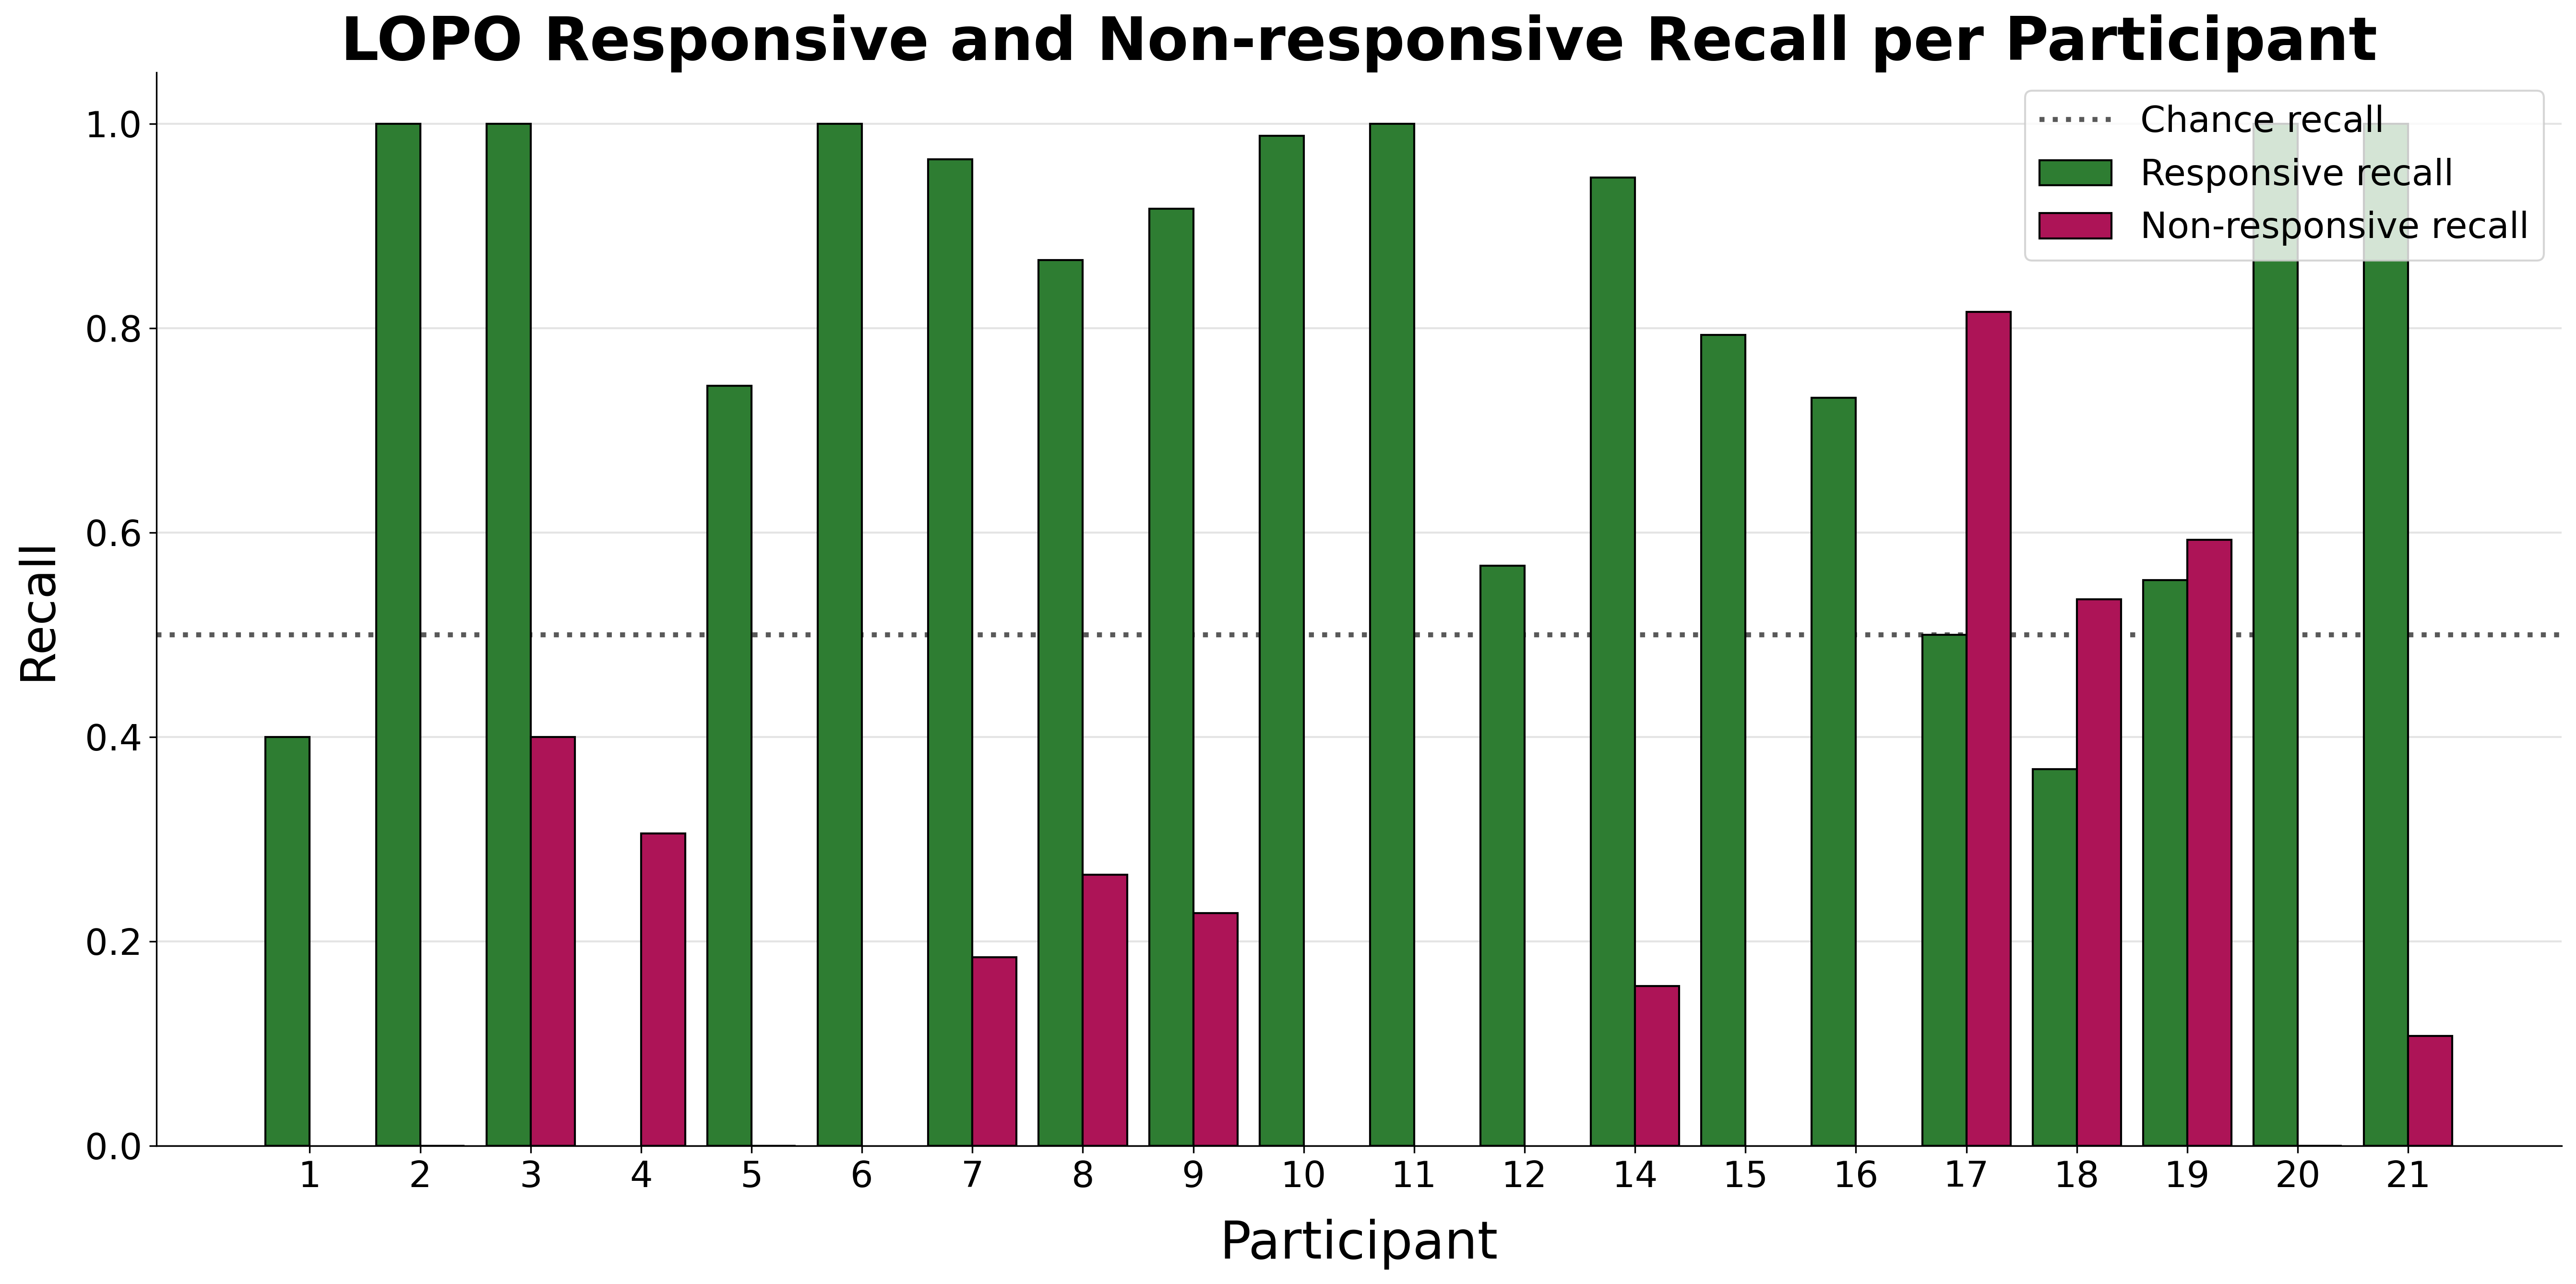 LOPO Responsive and Non-responsive Recall per Participant
Chance recall
Responsive recall
Non-responsive recall
1.0
0.8
0.6
0.4
0.2
0.0
Recall
1 2 3 4 5 6 7 8 9 10 11 12 14 15 16 17 18 19 20 21
Participant